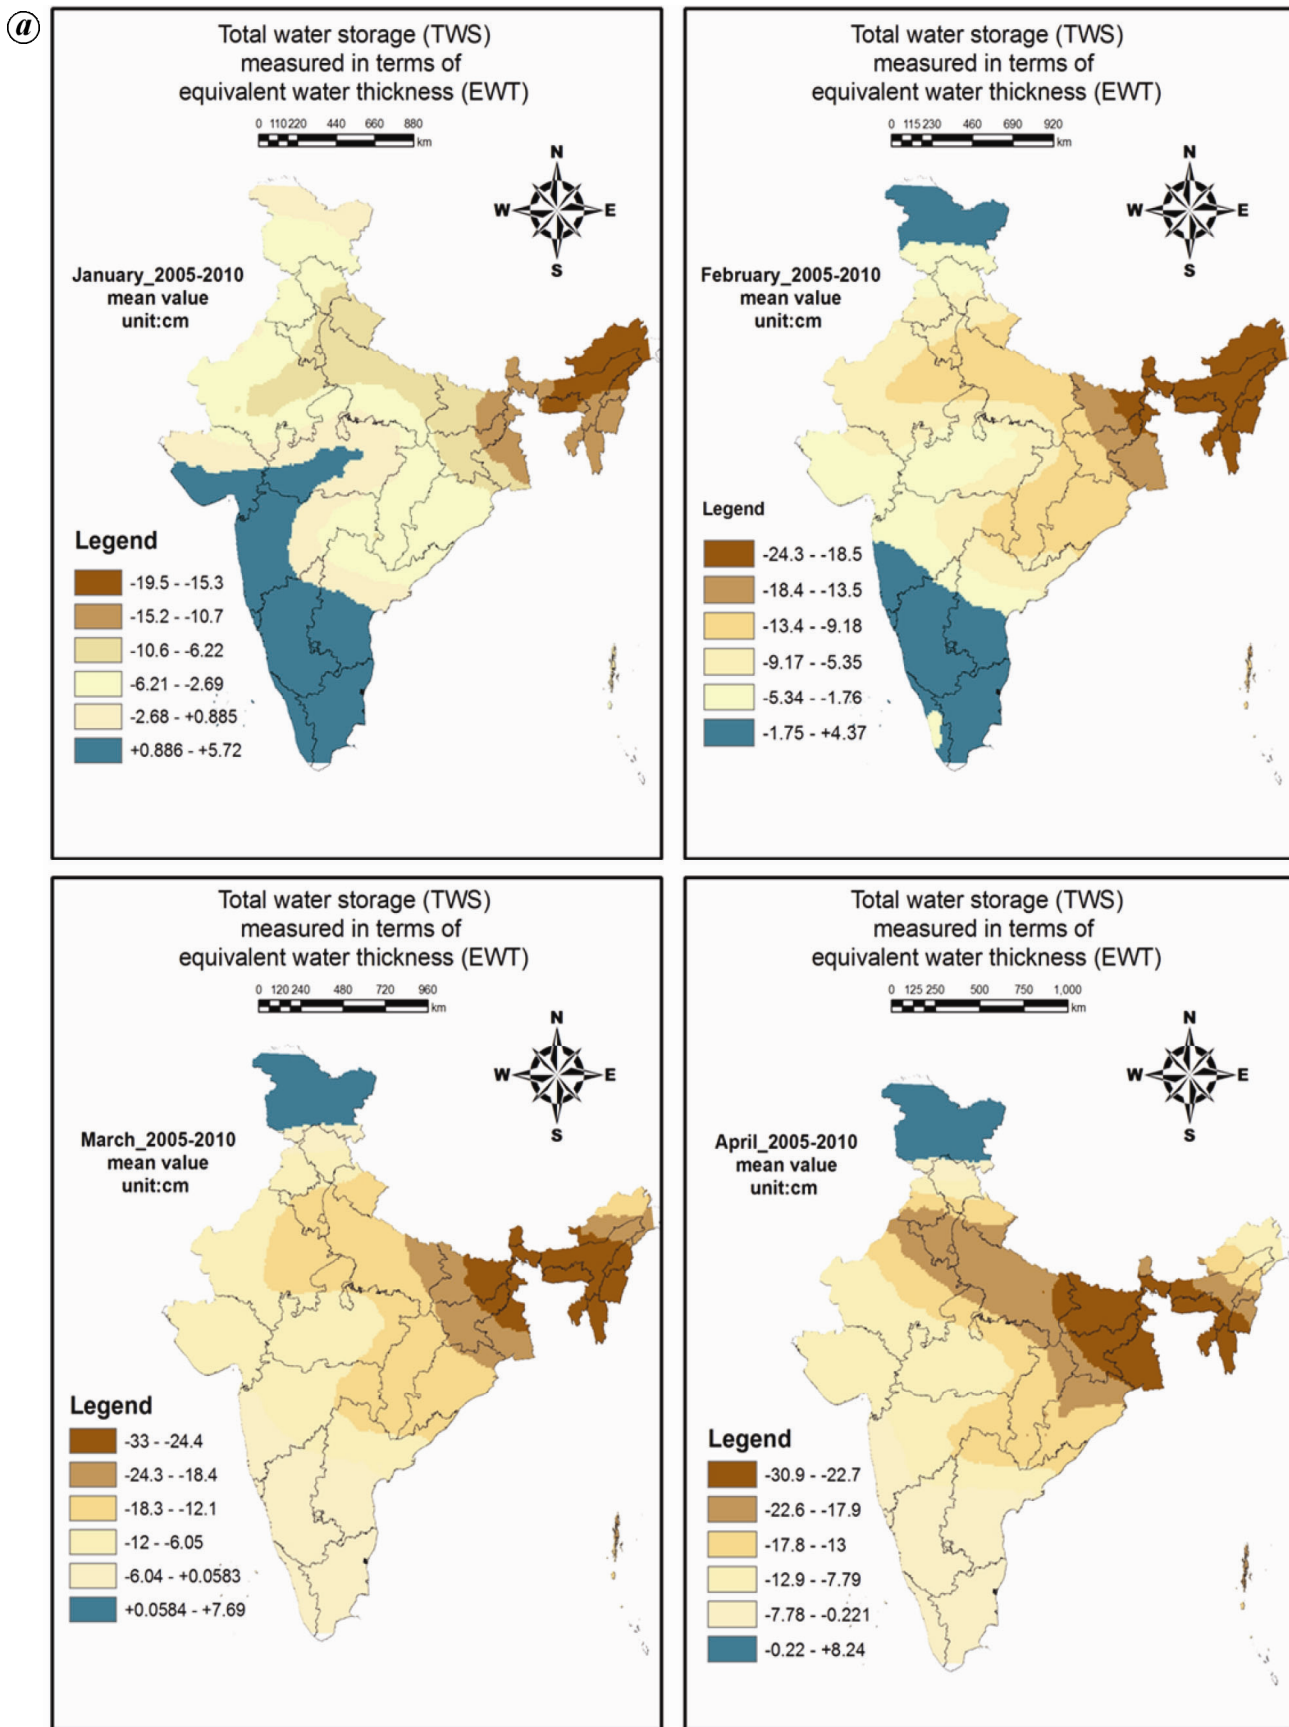 a
Total water storage (TWS)
measured in terms of
equivalent water thickness (EWT)
0 110 220 440 660 880
km
N
W E
S
January_2005-2010
mean value
unit:cm
Legend
-19.5 - -15.3
-15.2 - -10.7
-10.6 - -6.22
-6.21 - -2.69
-2.68 - +0.885
+0.886 - +5.72
Total water storage (TWS)
measured in terms of
equivalent water thickness (EWT)
0 115 230 460 690 920
km
N
W E
S
February_2005-2010
mean value
unit:cm
Legend
-24.3 - -18.5
-18.4 - -13.5
-13.4 - -9.18
-9.17 - -5.35
-5.34 - -1.76
-1.75 - +4.37
Total water storage (TWS)
measured in terms of
equivalent water thickness (EWT)
0 120 240 480 720 960
km
N
W E
S
March_2005-2010
mean value
unit:cm
Legend
-33 - -24.4
-24.3 - -18.4
-18.3 - -12.1
-12 - -6.05
-6.04 - +0.0583
+0.0584 - +7.69
Total water storage (TWS)
measured in terms of
equivalent water thickness (EWT)
0 125 250 500 750 1,000
km
N
W E
S
April_2005-2010
mean value
unit:cm
Legend
-30.9 - -22.7
-22.6 - -17.9
-17.8 - -13
-12.9 - -7.79
-7.78 - -0.221
-0.22 - +8.24